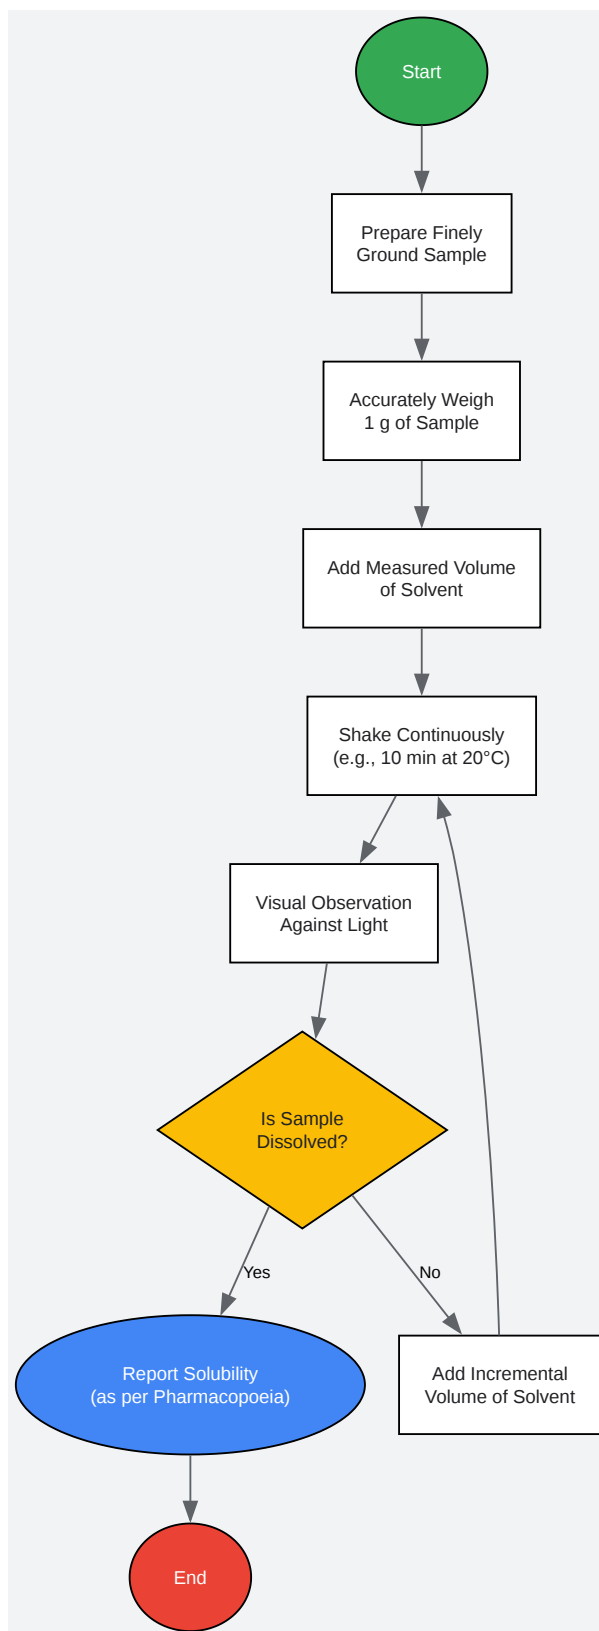 Start
Prepare Finely
Ground Sample
Accurately Weigh
1 g of Sample
Add Measured Volume
of Solvent
Shake Continuously
(e.g., 10 min at 20°C)
Visual Observation
Against Light
Is Sample
Dissolved?
Yes
No
Report Solubility
(as per Pharmacopoeia)
Add Incremental
Volume of Solvent
End